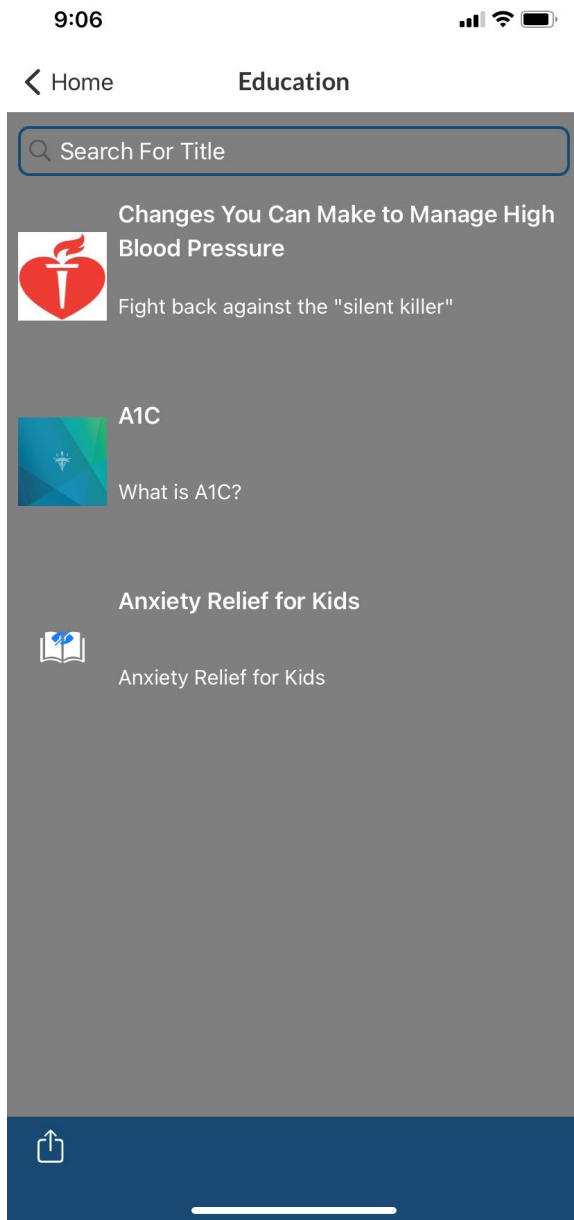 9:06
Home
Education
Search For Title
Changes You Can Make to Manage High
Blood Pressure
Fight back against the "silent killer"
A1C
What is A1C?
Anxiety Relief for Kids
Anxiety Relief for Kids